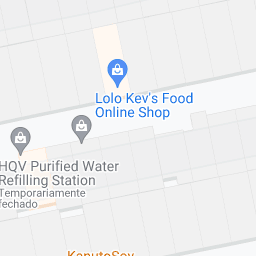 Lolo Kev's Food
Online Shop
HQV Purified Water
Refilling Station
Temporariamente
fechado